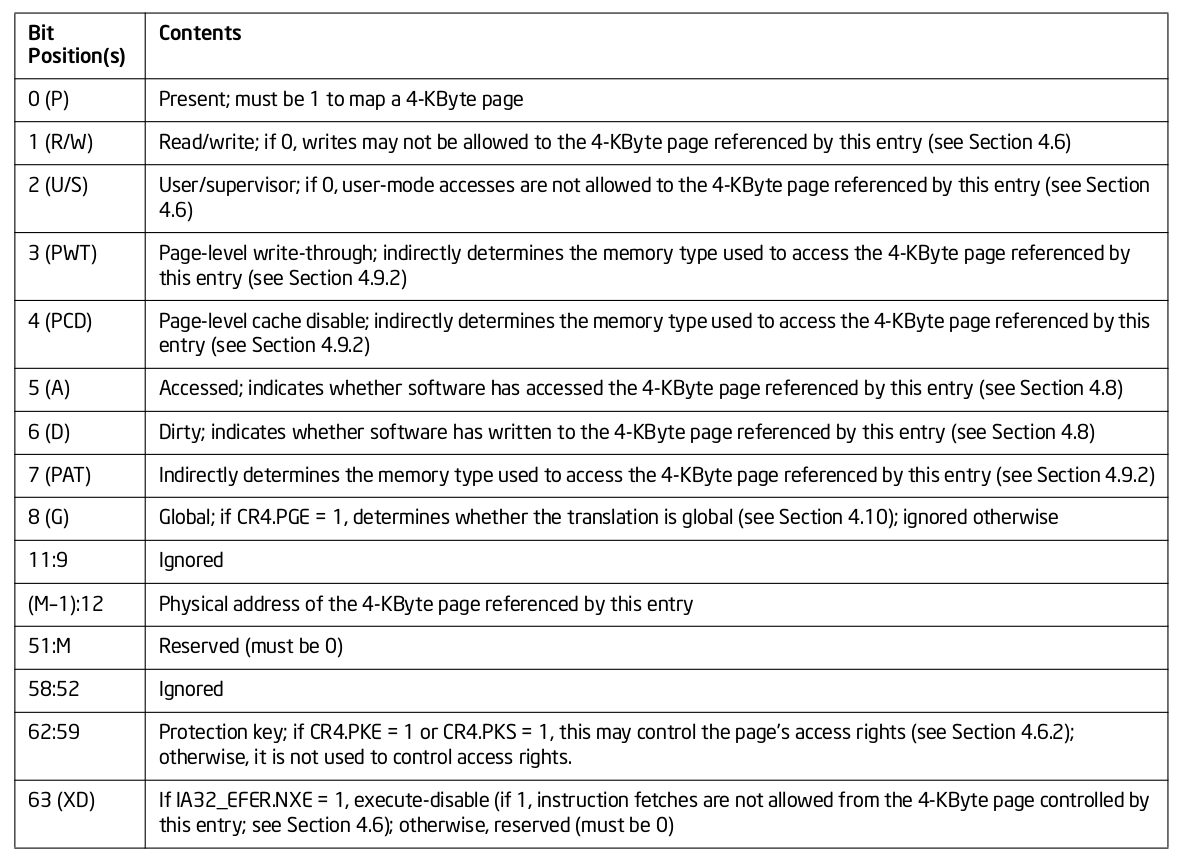 Bit
Position(s)
Contents
0 (P)
Present; must be 1 to map a 4-KByte page
1 (R/W)
Read/write; if 0, writes may not be allowed to the 4-KByte page referenced by this entry (see Section 4.6)
2 (U/S)
User/supervisor; if 0, user-mode accesses are not allowed to the 4-KByte page referenced by this entry (see Section
4.6)
3 (PWT)
Page-level write-through; indirectly determines the memory type used to access the 4-KByte page referenced by
this entry (see Section 4.9.2)
4 (PCD)
Page-level cache disable; indirectly determines the memory type used to access the 4-KByte page referenced by this
entry (see Section 4.9.2)
5 (A)
Accessed; indicates whether software has accessed the 4-KByte page referenced by this entry (see Section 4.8)
6 (D)
Dirty; indicates whether software has written to the 4-KByte page referenced by this entry (see Section 4.8)
7 (PAT)
Indirectly determines the memory type used to access the 4-KByte page referenced by this entry (see Section 4.9.2)
8 (G)
Global; if CR4.PGE = 1, determines whether the translation is global (see Section 4.10); ignored otherwise
11:9
Ignored
(M–1):12
Physical address of the 4-KByte page referenced by this entry
51:M
Reserved (must be 0)
58:52
Ignored
62:59
Protection key; if CR4.PKE = 1 or CR4.PKS = 1, this may control the page's access rights (see Section 4.6.2);
otherwise, it is not used to control access rights.
63 (XD)
If IA32_EFER.NXE = 1, execute-disable (if 1, instruction fetches are not allowed from the 4-KByte page controlled by
this entry; see Section 4.6); otherwise, reserved (must be 0)